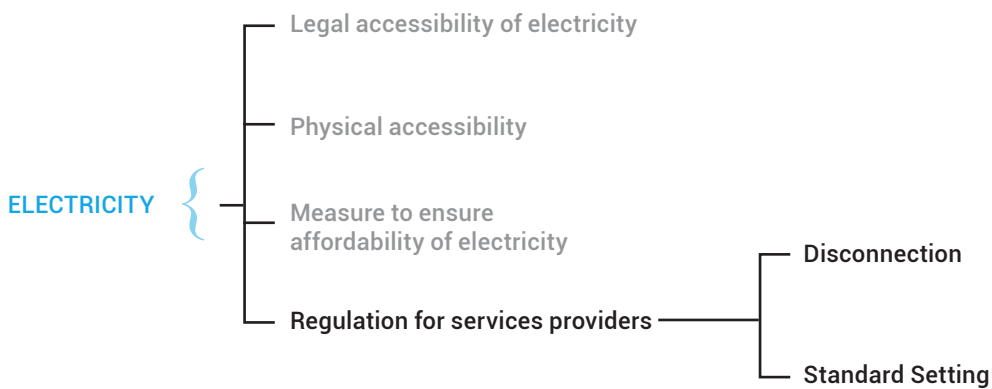 Legal accessibility of electricity
Physical accessibility
ELECTRICITY
Measure to ensure
affordability of electricity
Disconnection
Regulation for services providers
Standard Setting